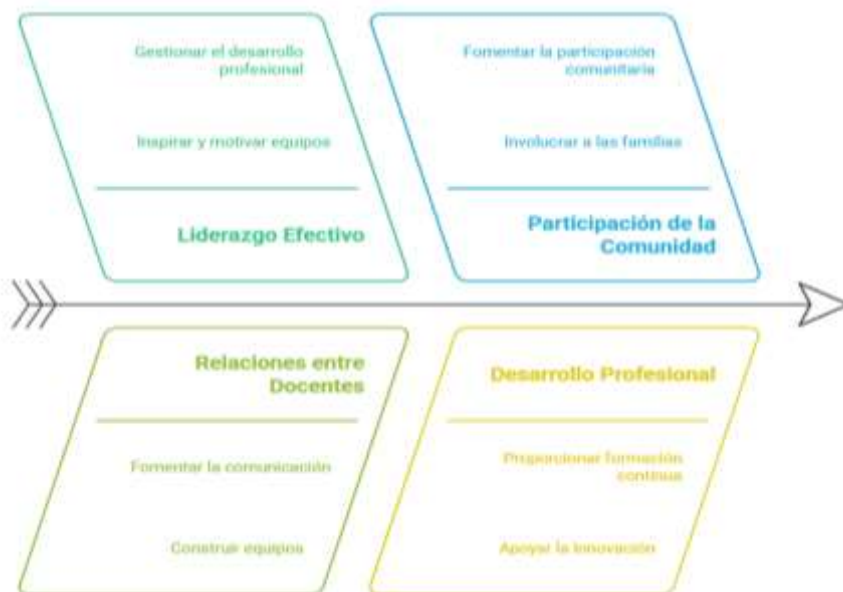 Gestionar el desarrollo
profesional
Inspirar y motivar equipos
Liderazgo Efectivo
Fomentar la participación
comunitaria
Involucrar a las familias
Participación de la
Comunidad
Relaciones entre
Docentes
Fomentar la comunicación
Construir equipos
Desarrollo Profesional
Proporcionar formación
continua
Apoyar la innovación